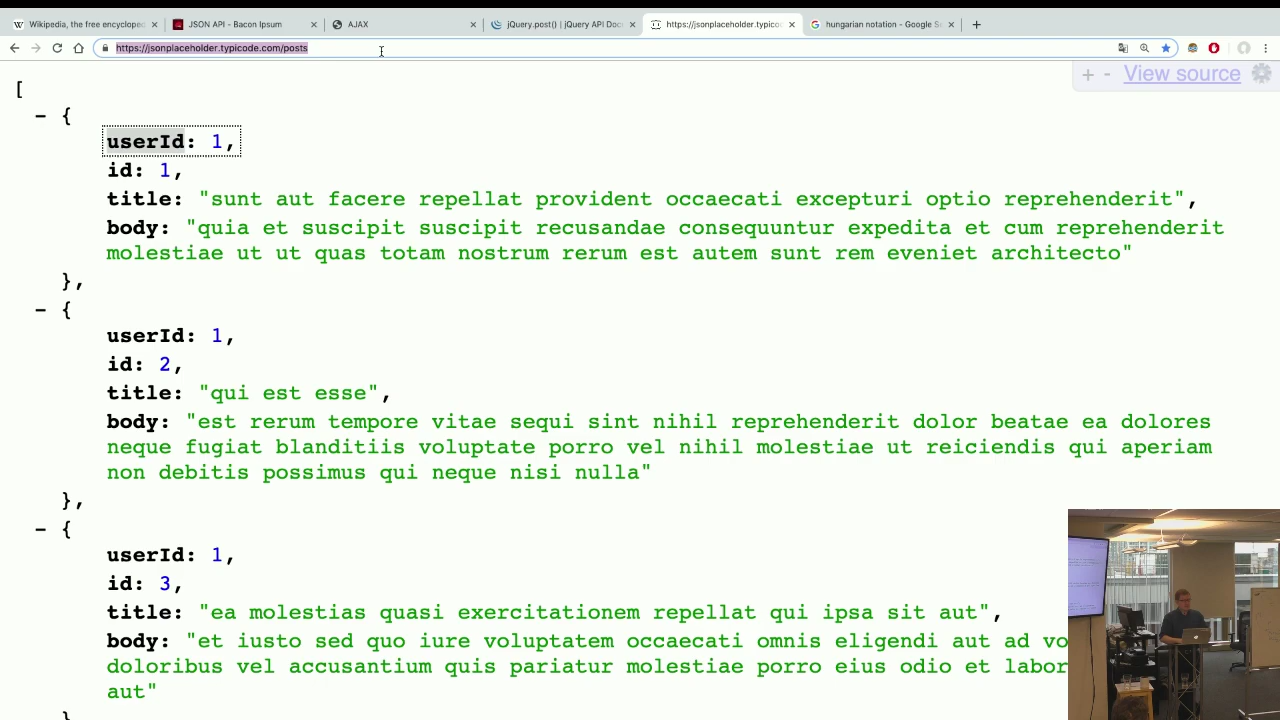 Wikipedia, the free encycloped
JSON API - Bacon Ipsum
AJAX
jQuery.post() | jQuery API Doc
https://jsonplaceholder.typicod
hungarian notation - Google S
https://jsonplaceholder.typicode.com/posts
+ - View source
[
- {
userId: 1,
id: 1,
title: "sunt aut facere repellat provident occaecati excepturi optio reprehenderit",
body: "quia et suscipit suscipit recusandae consequuntur expedita et cum reprehenderit
molestiae ut ut quas totam nostrum rerum est autem sunt rem eveniet architecto"
},
- {
userId: 1,
id: 2,
title: "qui est esse",
body: "est rerum tempore vitae sequi sint nihil reprehenderit dolor beatae ea dolores
neque fugiat blanditiis voluptate porro vel nihil molestiae ut reiciendis qui aperiam
non debitis possimus qui neque nisi nulla"
},
- {
userId: 1,
id: 3,
title: "ea molestias quasi exercitationem repellat qui ipsa sit aut",
body: "et iusto sed quo iure voluptatem occaecati omnis eligendi aut ad vo
doloribus vel accusantium quis pariatur molestiae porro eius odio et labor
aut"
}